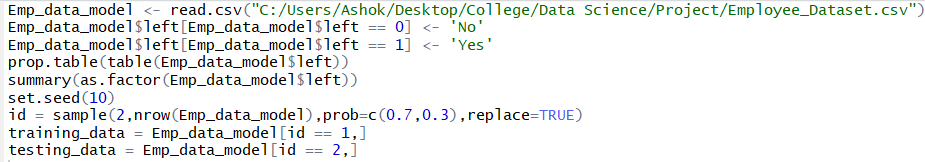 Emp_data_model <- read.csv("C:/Users/Ashok/Desktop/College/Data Science/Project/Employee_Dataset.csv")
Emp_data_model$left[Emp_data_model$left == 0] <- 'No'
Emp_data_model$left[Emp_data_model$left == 1] <- 'Yes'
prop.table(table(Emp_data_model$left))
summary(as.factor(Emp_data_model$left))
set.seed(10)
id = sample(2,nrow(Emp_data_model),prob=c(0.7,0.3),replace=TRUE)
training_data = Emp_data_model[id == 1,]
testing_data = Emp_data_model[id == 2,]